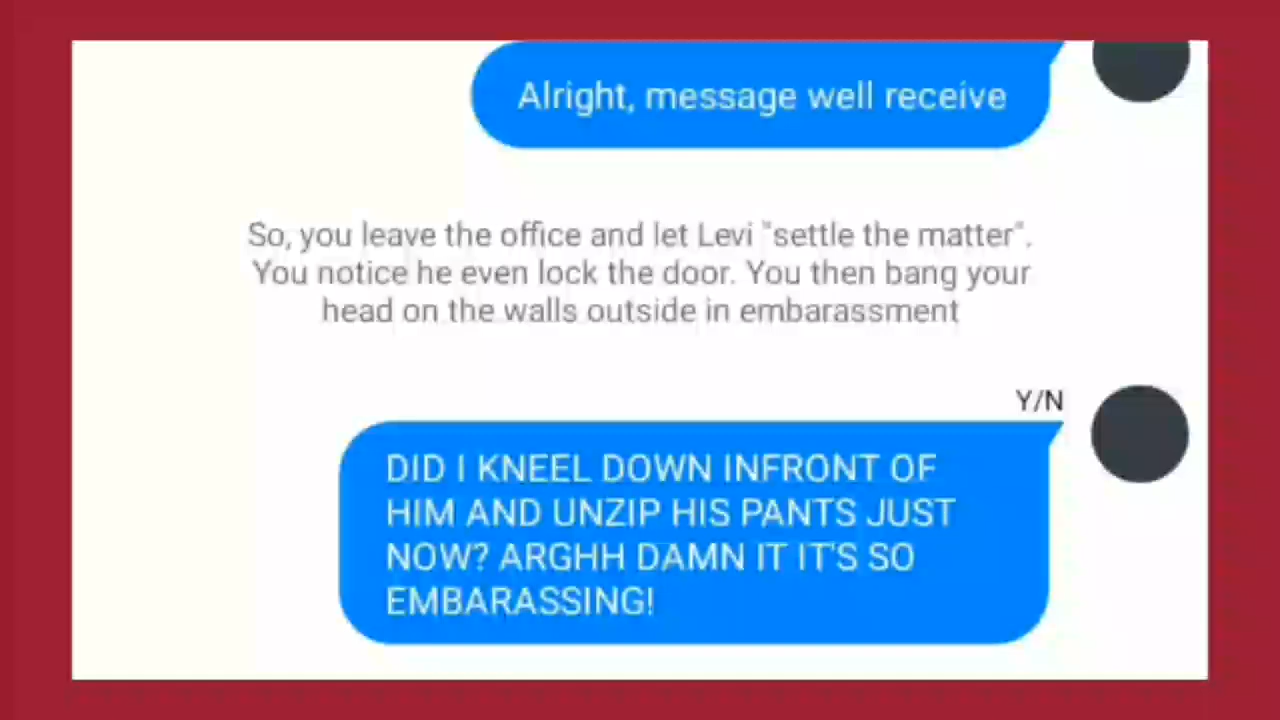 Alright, message well receive
So, you leave the office and let Levi "settle the matter".
You notice he even lock the door. You then bang your
head on the walls outside in embarassment
Y/N
DID I KNEEL DOWN INFRONT OF
HIM AND UNZIP HIS PANTS JUST
NOW? ARGHH DAMN IT IT'S SO
EMBARASSING!